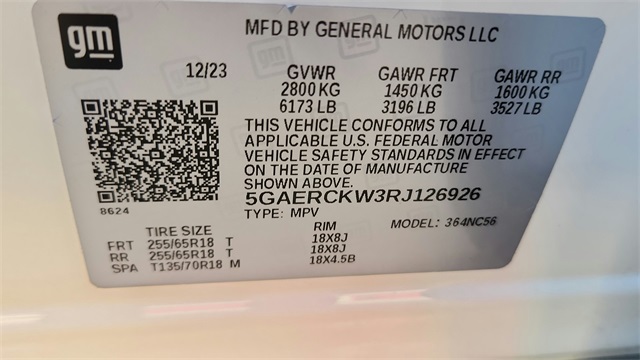 gm
MFD BY GENERAL MOTORS LLC
12/23 GVWR GAWR FRT GAWR RR
2800 KG 1450 KG 1600 KG
6173 LB 3196 LB 3527 LB
THIS VEHICLE CONFORMS TO ALL
APPLICABLE U.S. FEDERAL MOTOR
VEHICLE SAFETY STANDARDS IN EFFECT
ON THE DATE OF MANUFACTURE
SHOWN ABOVE.
5GAERCKW3RJ126926
8624
TYPE: MPV MODEL: 364NC56
TIRE SIZE RIM
FRT 255/65R18 T 18X8J
RR 255/65R18 T 18X8J
SPA T135/70R18 M 18X4.5B